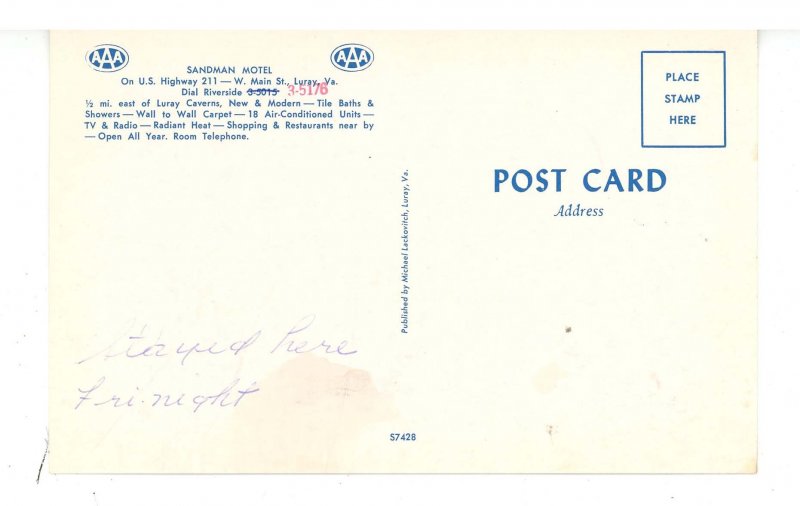 AAA
AAA
SANDMAN MOTEL
On U.S. Highway 211 — W. Main St., Luray, Va.
Dial Riverside 3-5015 3-5176
½ mi. east of Luray Caverns, New & Modern — Tile Baths &
Showers — Wall to Wall Carpet — 18 Air-Conditioned Units —
TV & Radio — Radiant Heat — Shopping & Restaurants near by
— Open All Year. Room Telephone.
Stayed here
Fri. night
Published by Michael Lackovitch, Luray, Va.
S7428
PLACE
STAMP
HERE
POST CARD
Address